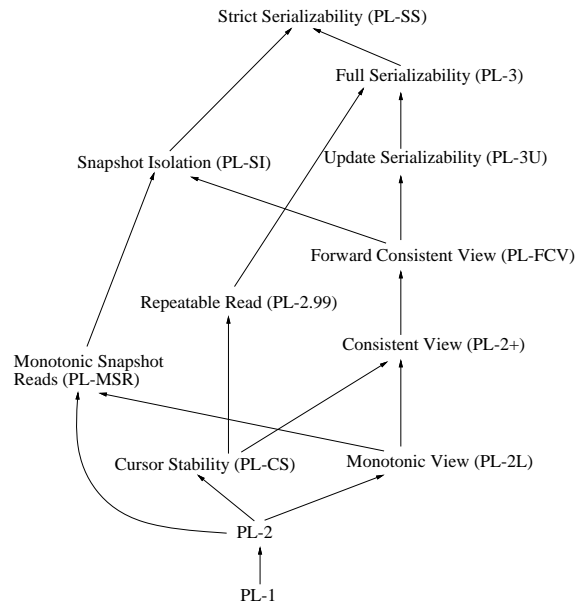 Strict Serializability (PL-SS)
Full Serializability (PL-3)
Snapshot Isolation (PL-SI)
Update Serializability (PL-3U)
Forward Consistent View (PL-FCV)
Repeatable Read (PL-2.99)
Consistent View (PL-2+)
Monotonic Snapshot
Reads (PL-MSR)
Cursor Stability (PL-CS)
Monotonic View (PL-2L)
PL-2
PL-1